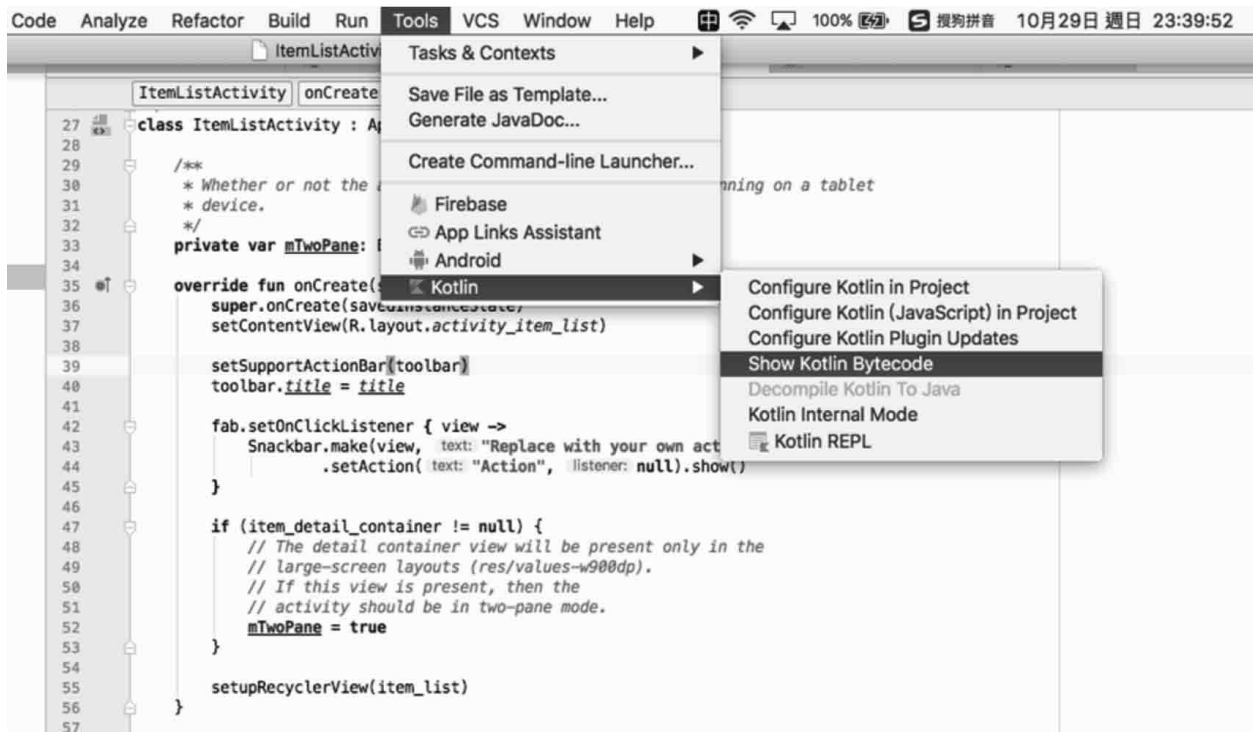 Code Analyze Refactor Build Run Tools VCS Window Help 中 100% 搜狗拼音 10月29日 週日 23:39:52
ItemListActivi
Tasks & Contexts
Save File as Template...
Generate JavaDoc...
Create Command-line Launcher...
Firebase
App Links Assistant
Android
Kotlin
Configure Kotlin in Project
Configure Kotlin (JavaScript) in Project
Configure Kotlin Plugin Updates
Show Kotlin Bytecode
Decompile Kotlin To Java
Kotlin Internal Mode
Kotlin REPL
ItemListActivity onCreate
27 class ItemListActivity : Ap
28
29 /**
30 * Whether or not the nning on a tablet
31 * device.
32 */
33 private var mTwoPane:
34
35 override fun onCreate(
36 super.onCreate(savedInstanceState)
37 setContentView(R.layout.activity_item_list)
38
39 setSupportActionBar(toolbar)
40 toolbar.title = title
41
42 fab.setOnClickListener { view ->
43 Snackbar.make(view, text: "Replace with your own act
44 .setAction( text: "Action", listener: null).show()
45 }
46
47 if (item_detail_container != null) {
48 // The detail container view will be present only in the
49 // large-screen layouts (res/values-w900dp).
50 // If this view is present, then the
51 // activity should be in two-pane mode.
52 mTwoPane = true
53 }
54
55 setupRecyclerView(item_list)
56 }
57